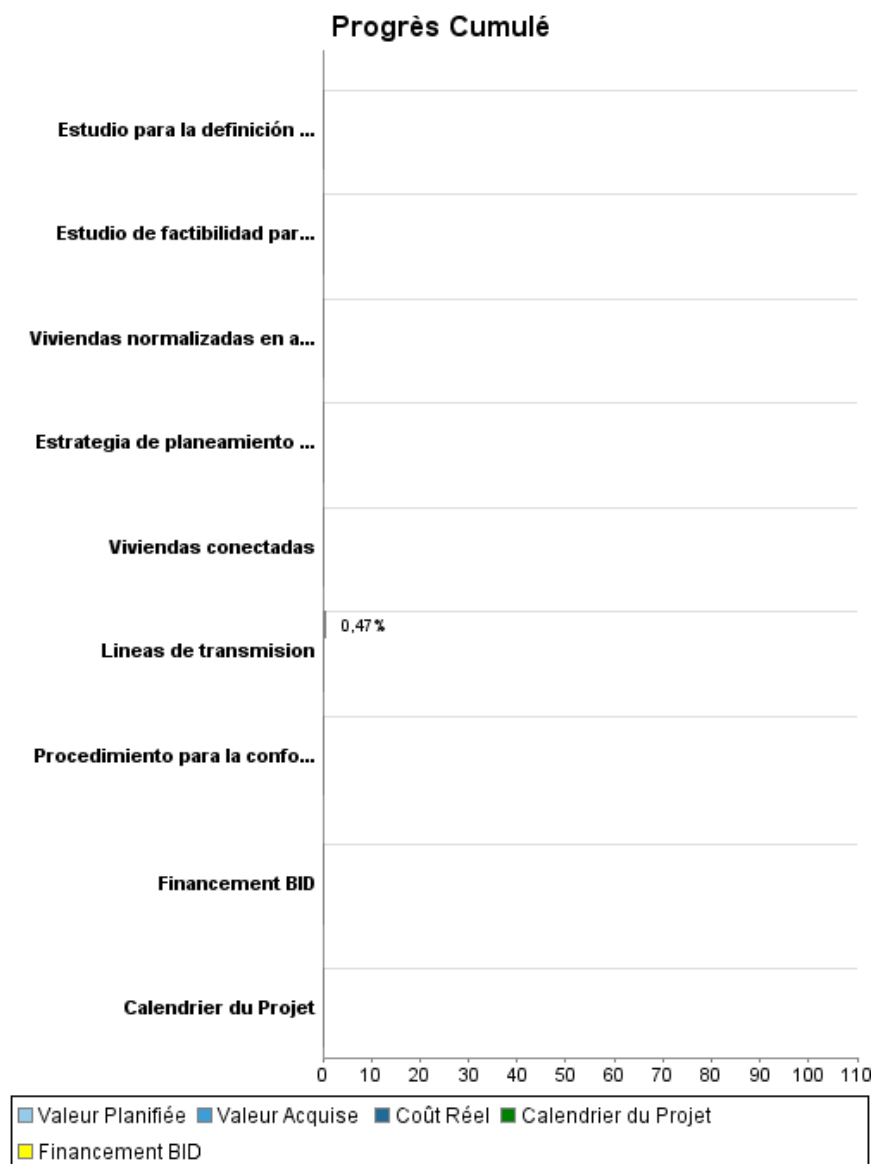 Progrès Cumulé
Estudio para la definición ...
Estudio de factibilidad par...
Viviendas normalizadas en a...
Estrategia de planeamiento ...
Viviendas conectadas
0,47%
Lineas de transmision
Procedimiento para la confo...
Financement BID
Calendrier du Projet
0 10 20 30 40 50 60 70 80 90 100 110
Valeur Planifiée Valeur Acquise Coût Réel Calendrier du Projet
Financement BID